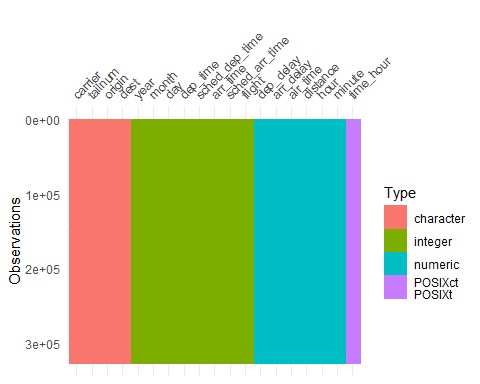 carrier
tailnum
origin
dest
year
month
day
dep_time
sched_dep_time
arr_time
sched_arr_time
flight
dep_delay
arr_delay
air_time
distance
hour
minute
time_hour
0e+00
1e+05
2e+05
3e+05
Observations
Type
character
integer
numeric
POSIXct
POSIXt